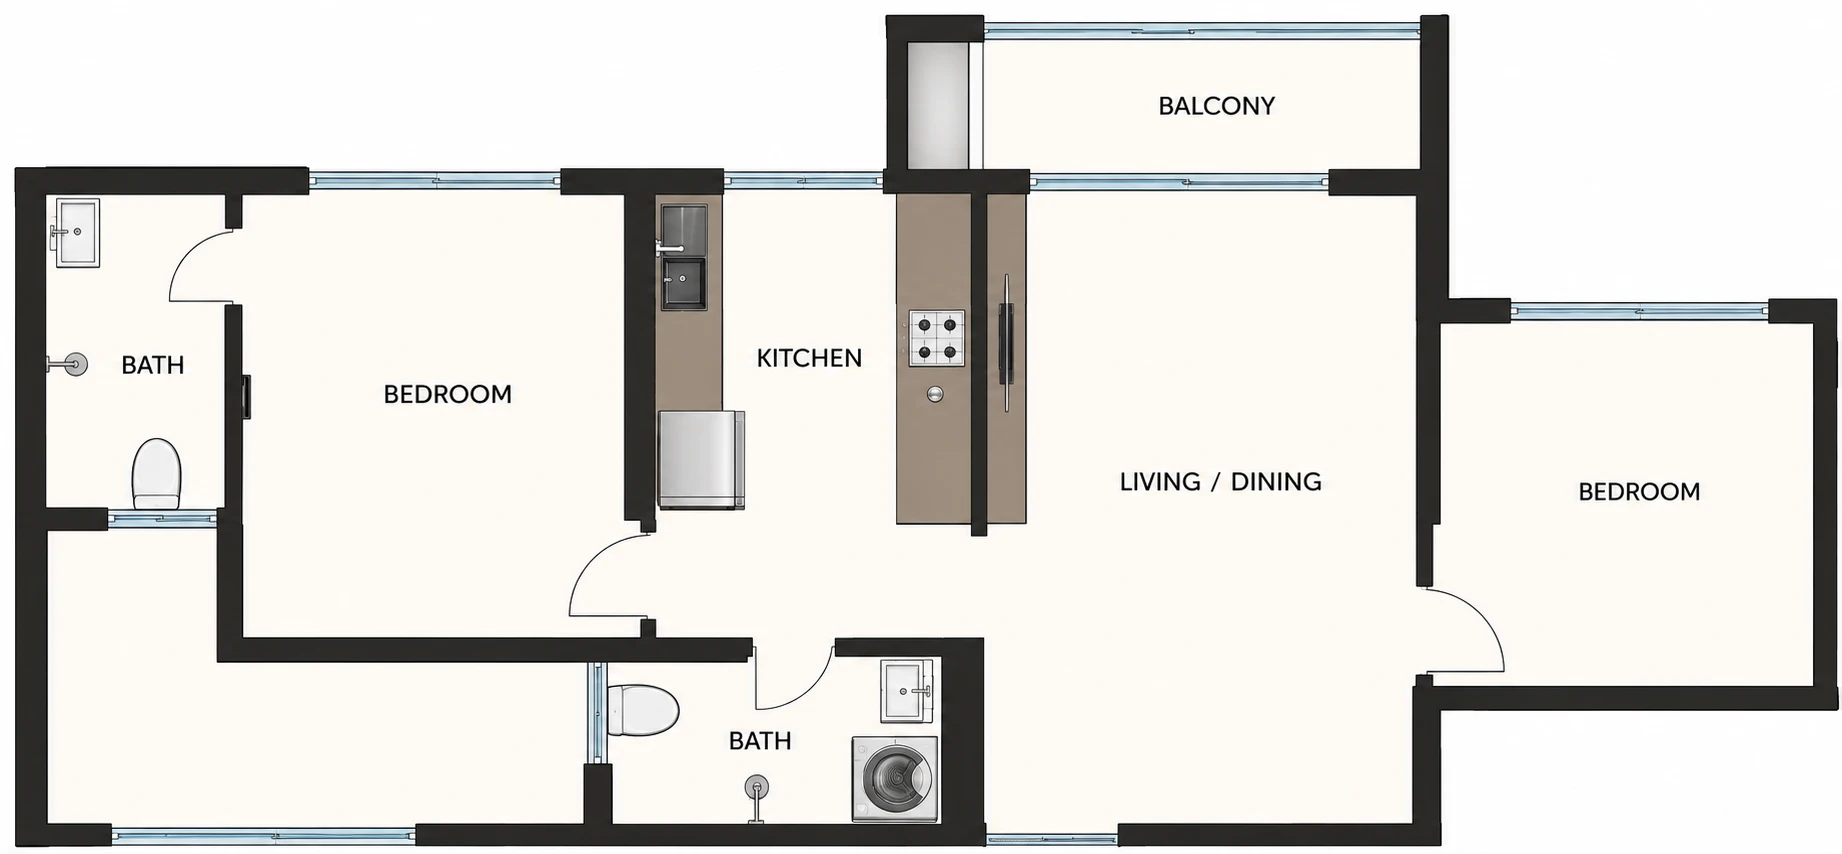 BALCONY
BATH
BEDROOM
KITCHEN
LIVING / DINING
BEDROOM
BATH